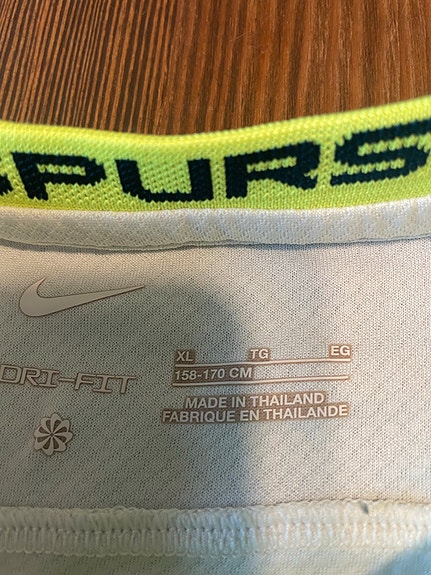 SPURS
DRI-FIT
XL TG EG
158-170 CM
MADE IN THAILAND
FABRIQUE EN THAILANDE